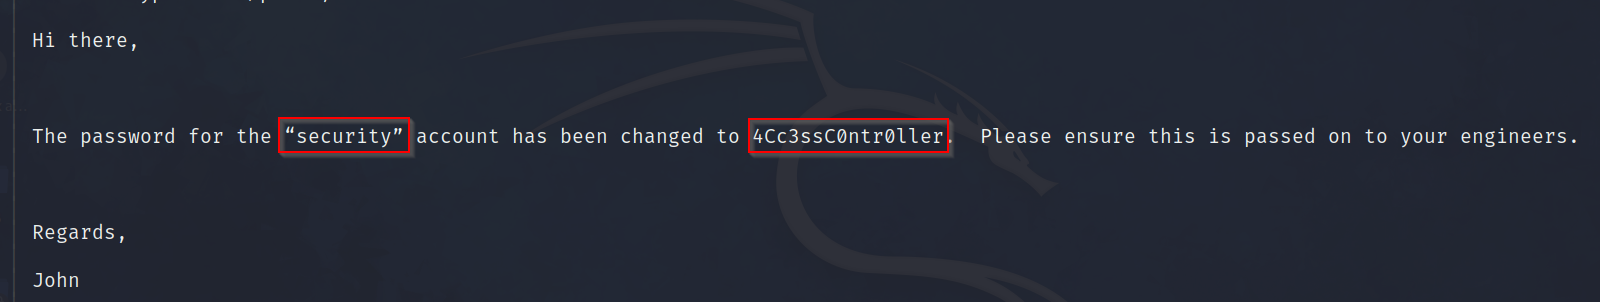 Hi there,
The password for the “security” account has been changed to 4Cc3ssC0ntr0ller.  Please ensure this is passed on to your engineers.
Regards,
John